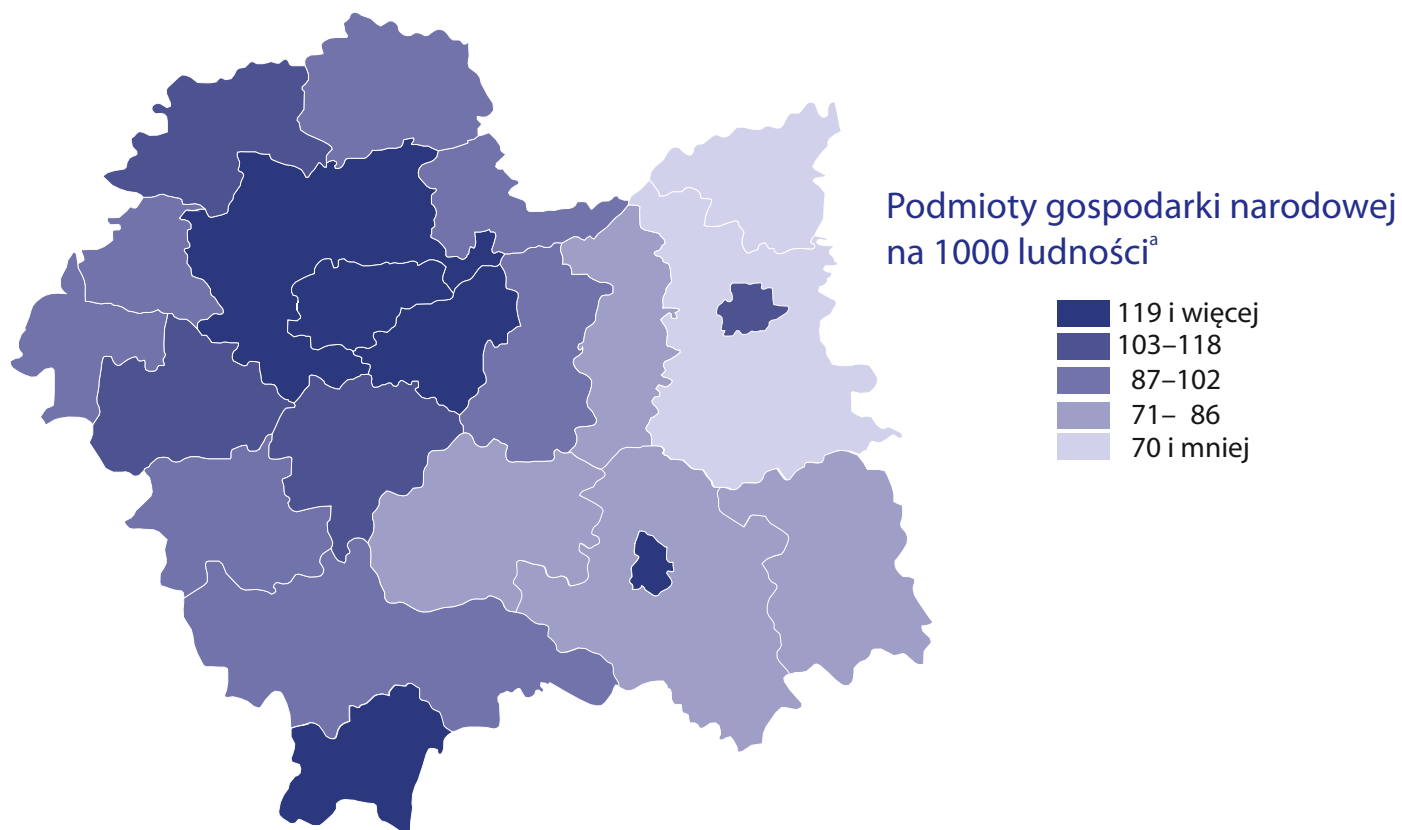 Podmioty gospodarki narodowej
na 1000 ludnościᵃ
119 i więcej
103–118
87–102
71– 86
70 i mniej